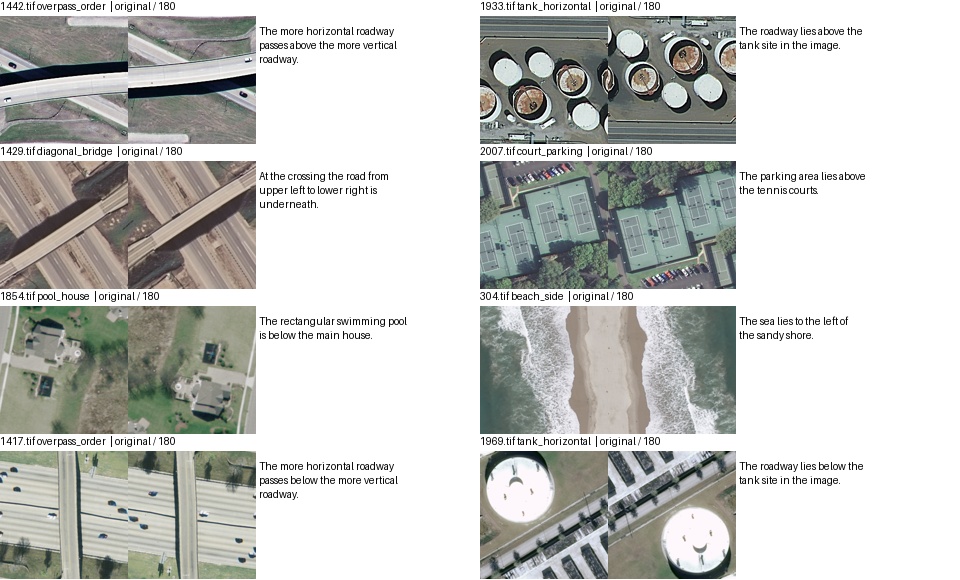 1442.tif overpass_order | original / 180
The more horizontal roadway
passes above the more vertical
roadway.
1933.tif tank_horizontal | original / 180
The roadway lies above the
tank site in the image.
1429.tif diagonal_bridge | original / 180
At the crossing the road from
upper left to lower right is
underneath.
2007.tif court_parking | original / 180
The parking area lies above
the tennis courts.
1854.tif pool_house | original / 180
The rectangular swimming pool
is below the main house.
304.tif beach_side | original / 180
The sea lies to the left of
the sandy shore.
1417.tif overpass_order | original / 180
The more horizontal roadway
passes below the more vertical
roadway.
1969.tif tank_horizontal | original / 180
The roadway lies below the
tank site in the image.